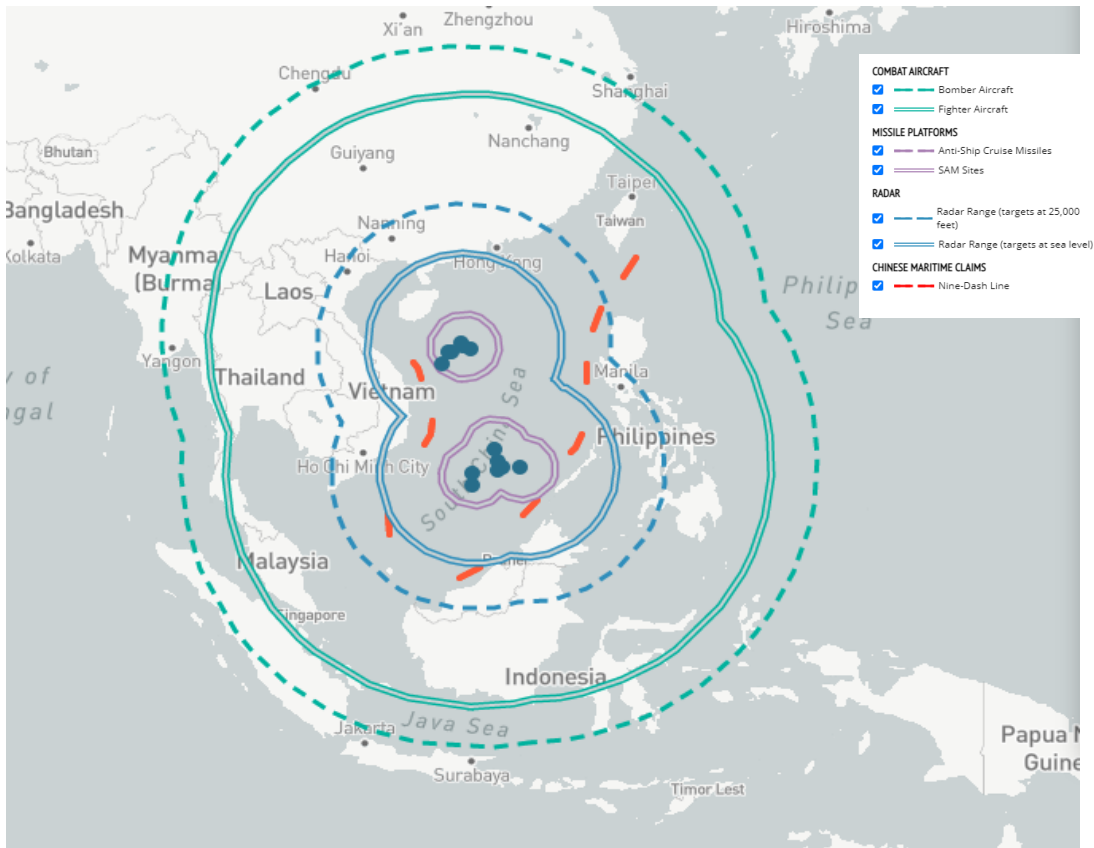 Zhengzhou
Xi'an
Hiroshima
Chengdu
Shanghai
COMBAT AIRCRAFT
Bomber Aircraft
Fighter Aircraft
MISSILE PLATFORMS
Anti-Ship Cruise Missiles
SAM Sites
RADAR
Radar Range (targets at 25,000
feet)
Radar Range (targets at sea level)
CHINESE MARITIME CLAIMS
Nine-Dash Line
Nanchang
Bhutan
Guiyang
Taipei
Bangladesh
Taiwan
Nanning
Kolkata
Myanma
(Burma
Hanoi
Hong Kong
Laos
Philip
Sea
Yangon
Thailand
Vietnam
Manila
y of
ngal
Philippines
Ho Chi Minh City
South China Sea
Malaysia
Brunei
Singapore
Indonesia
Java Sea
Jakarta
Surabaya
Papua N
Guine
Timor Lest